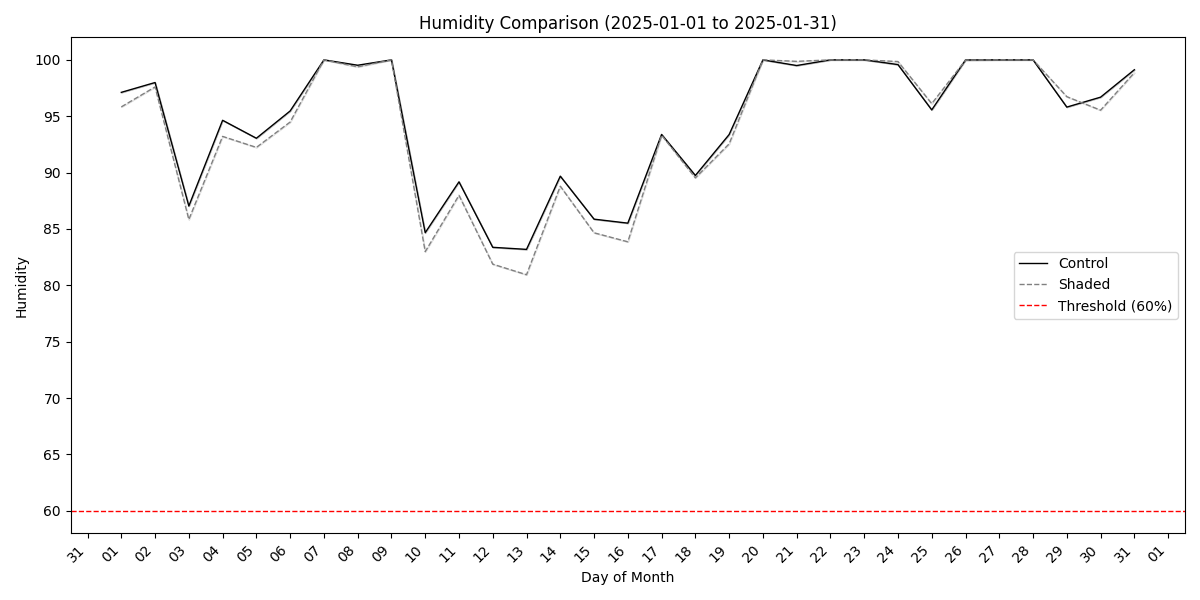 Humidity Comparison (2025-01-01 to 2025-01-31)
Humidity
100
95
90
85
80
75
70
65
60
Control
Shaded
Threshold (60%)
31 01 02 03 04 05 06 07 08 09 10 11 12 13 14 15 16 17 18 19 20 21 22 23 24 25 26 27 28 29 30 31 01
Day of Month